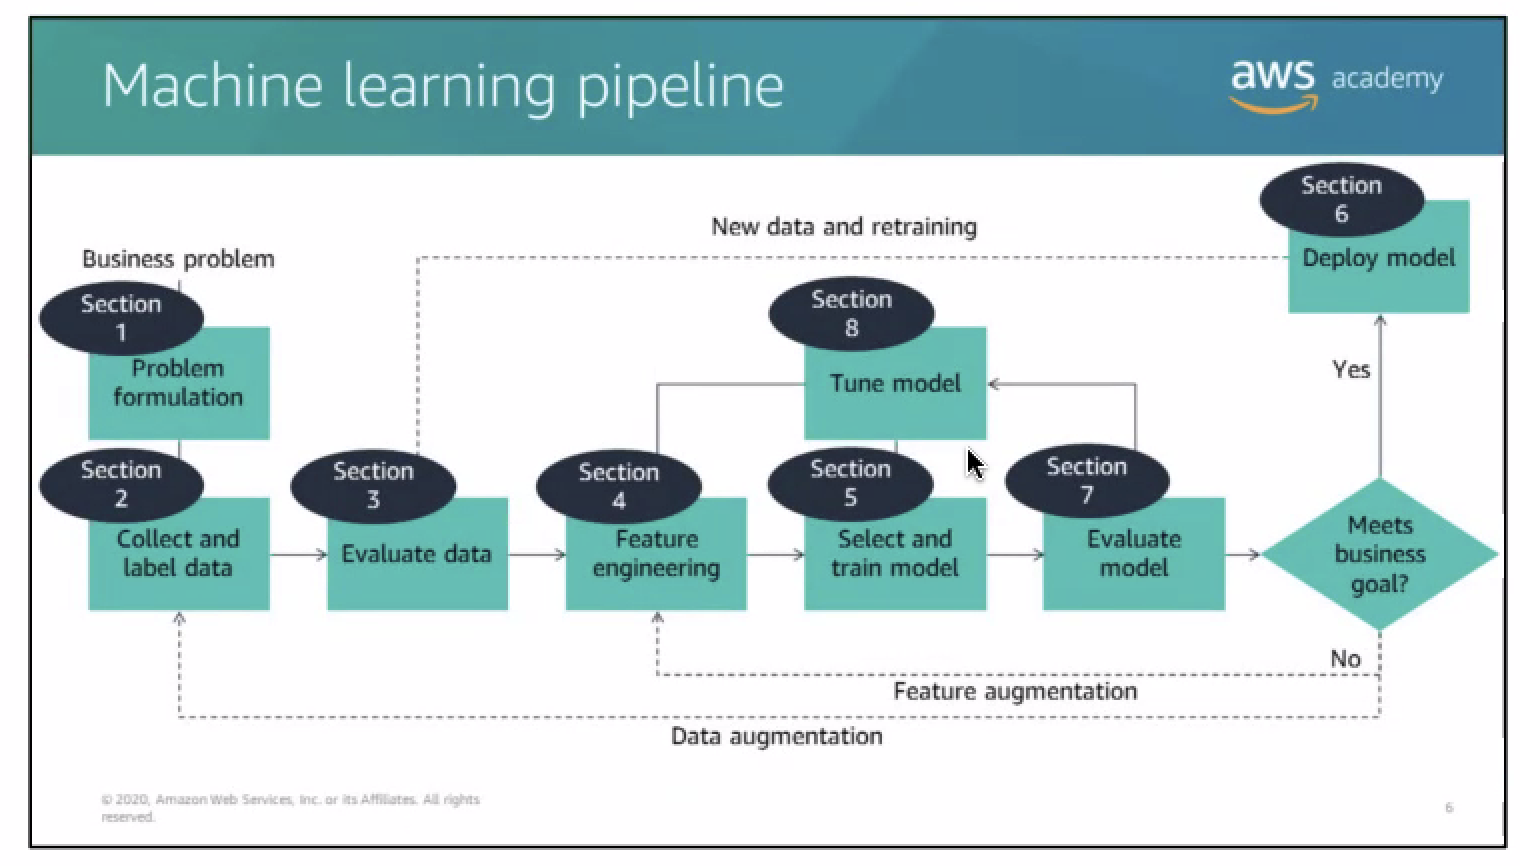 Machine learning pipeline
aws academy
Section
6
Deploy model
New data and retraining
Business problem
Section
1
Problem
formulation
Section
8
Tune model
Yes
Section
2
Collect and
label data
Section
3
Evaluate data
Section
4
Feature
engineering
Section
5
Select and
train model
Section
7
Evaluate
model
Meets
business
goal?
No
Feature augmentation
Data augmentation
© 2020, Amazon Web Services, Inc. or its Affiliates. All rights
reserved.
6